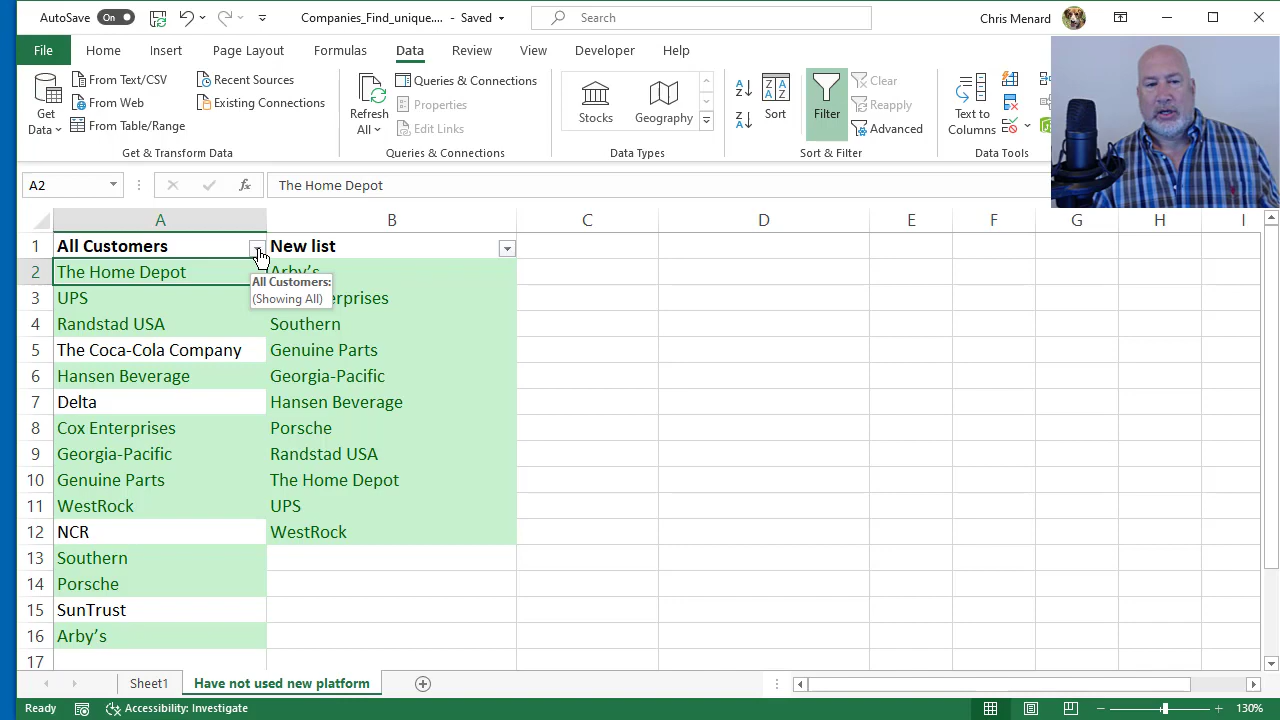 AutoSave On Companies_Find_unique.... - Saved Search Chris Menard
File Home Insert Page Layout Formulas Data Review View Developer Help
Get Data
From Text/CSV
From Web
From Table/Range
Recent Sources
Existing Connections
Get & Transform Data
Refresh All
Queries & Connections
Properties
Edit Links
Queries & Connections
Stocks
Geography
Data Types
Sort
Filter
Clear
Reapply
Advanced
Sort & Filter
Text to Columns
Data Tools
A2 fx The Home Depot
A B C D E F G H I
1 All Customers New list
2 The Home Depot Arby's
All Customers:
(Showing All)
3 UPS erprises
4 Randstad USA Southern
5 The Coca-Cola Company Genuine Parts
6 Hansen Beverage Georgia-Pacific
7 Delta Hansen Beverage
8 Cox Enterprises Porsche
9 Georgia-Pacific Randstad USA
10 Genuine Parts The Home Depot
11 WestRock UPS
12 NCR WestRock
13 Southern
14 Porsche
15 SunTrust
16 Arby’s
17
Sheet1 Have not used new platform
Ready Accessibility: Investigate 130%